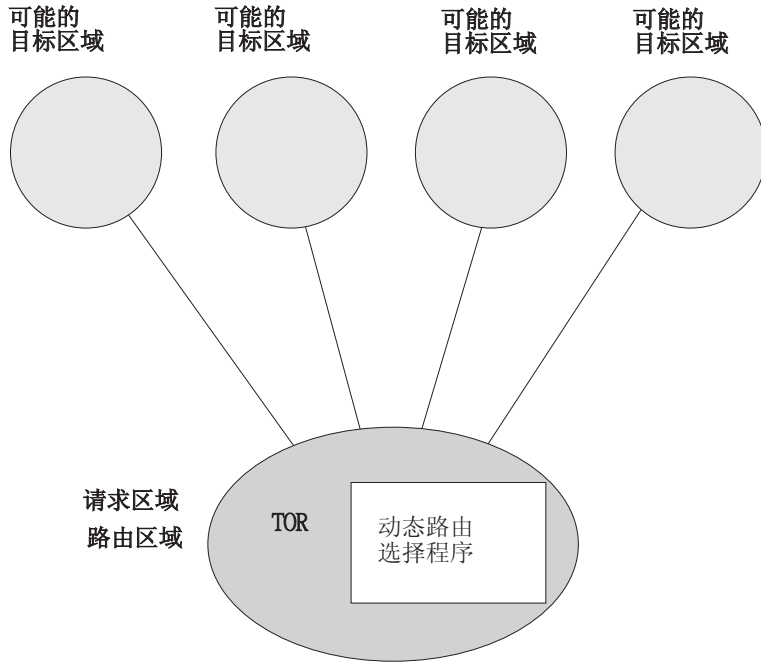 可能的
目标区域
可能的
目标区域
可能的
目标区域
可能的
目标区域
请求区域
路由区域
TOR
动态路由
选择程序